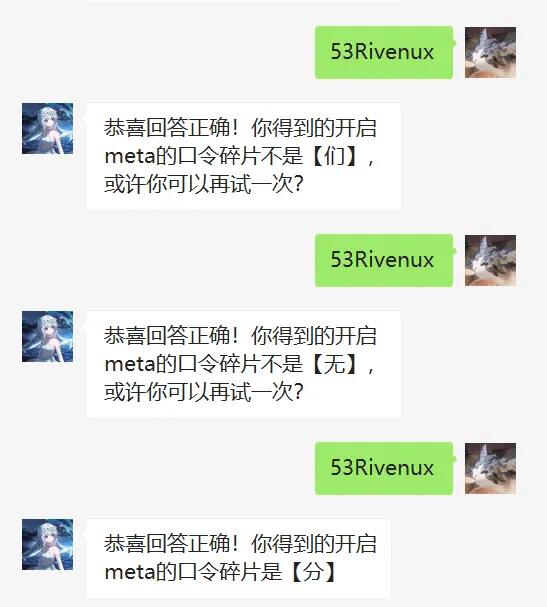 53Rivenux
恭喜回答正确！你得到的开启
meta的口令碎片不是【们】，
或许你可以再试一次？
53Rivenux
恭喜回答正确！你得到的开启
meta的口令碎片不是【无】，
或许你可以再试一次？
53Rivenux
恭喜回答正确！你得到的开启
meta的口令碎片是【分】